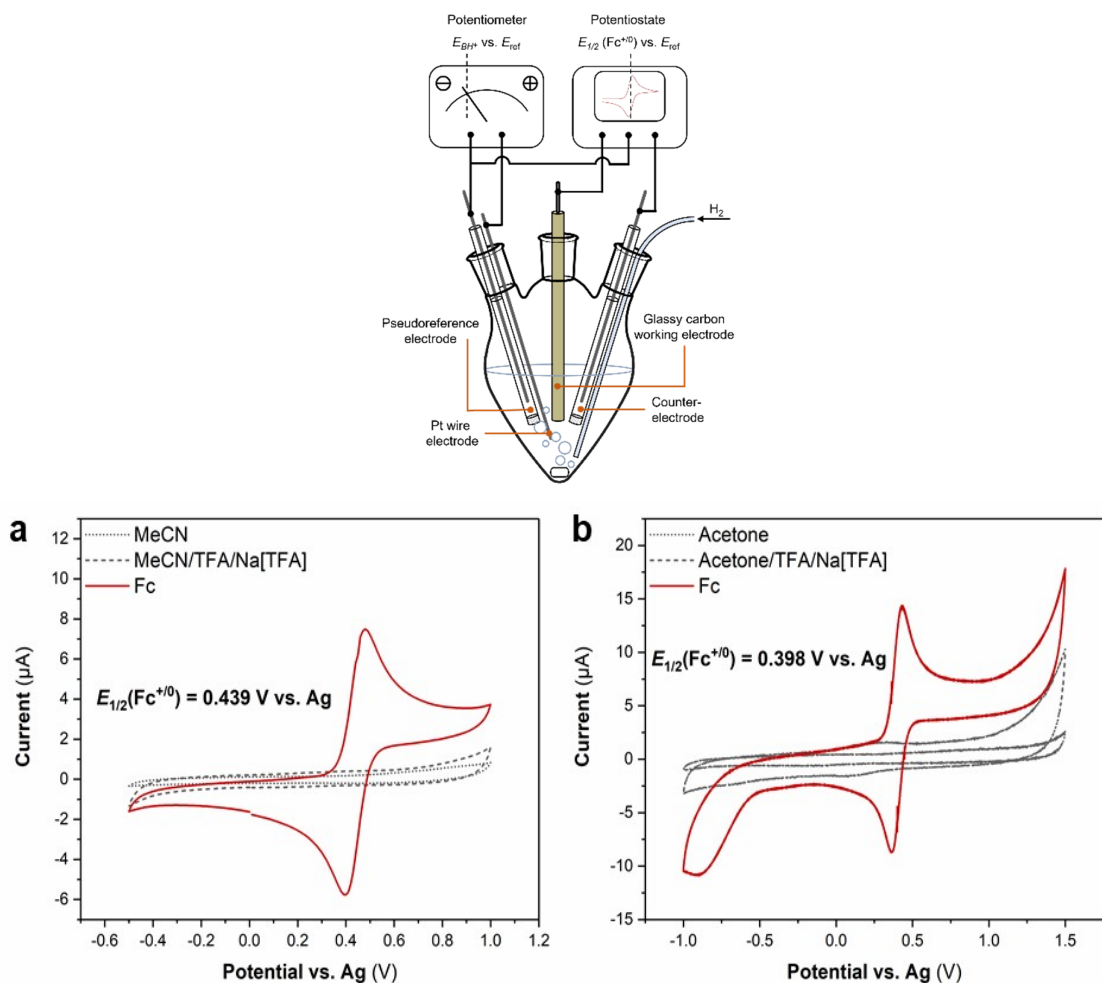 Potentiometer
E_BH+ vs. E_ref
Potentiostate
E_1/2 (Fc^+/0) vs. E_ref
H_2
Pseudoreference
electrode
Glassy carbon
working electrode
Pt wire
electrode
Counter-
electrode
a
MeCN
MeCN/TFA/Na[TFA]
Fc
E_1/2(Fc^+/0) = 0.439 V vs. Ag
Current (µA)
12
10
8
6
4
2
0
-2
-4
-6
-0.6 -0.4 -0.2 0.0 0.2 0.4 0.6 0.8 1.0 1.2
Potential vs. Ag (V)
b
Acetone
Acetone/TFA/Na[TFA]
Fc
E_1/2(Fc^+/0) = 0.398 V vs. Ag
Current (µA)
25
20
15
10
5
0
-5
-10
-15
-1.0 -0.5 0.0 0.5 1.0 1.5
Potential vs. Ag (V)